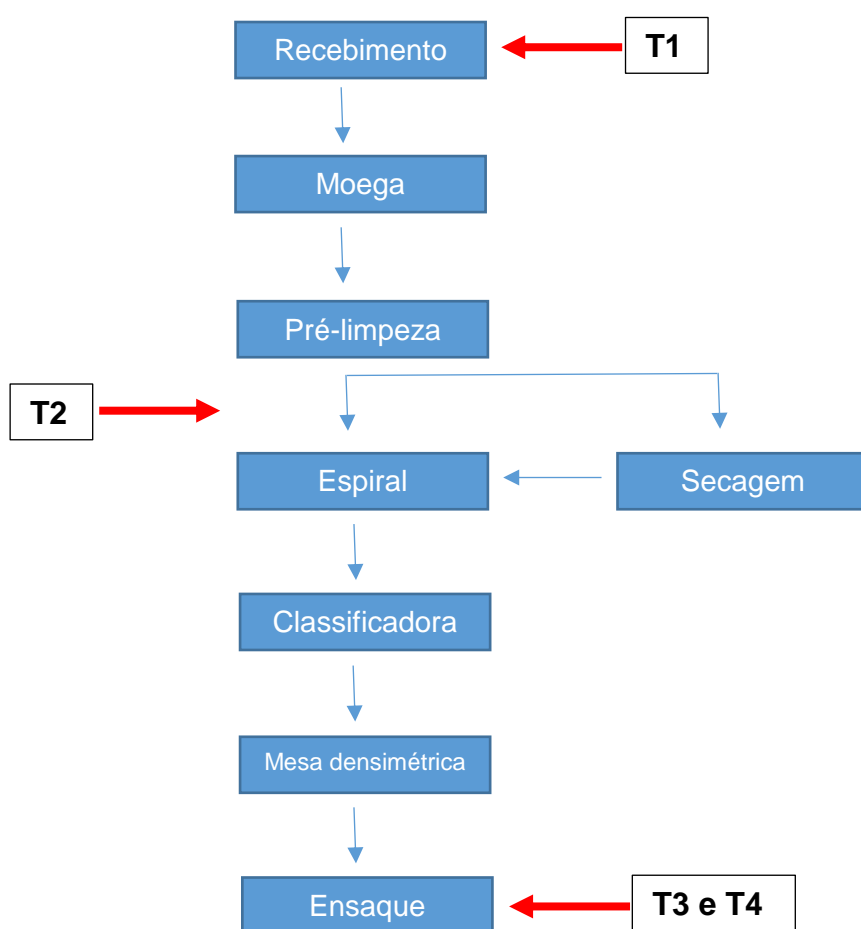 Recebimento
T1
Moega
Pré-limpeza
T2
Espiral
Secagem
Classificadora
Mesa densimétrica
Ensaque
T3 e T4